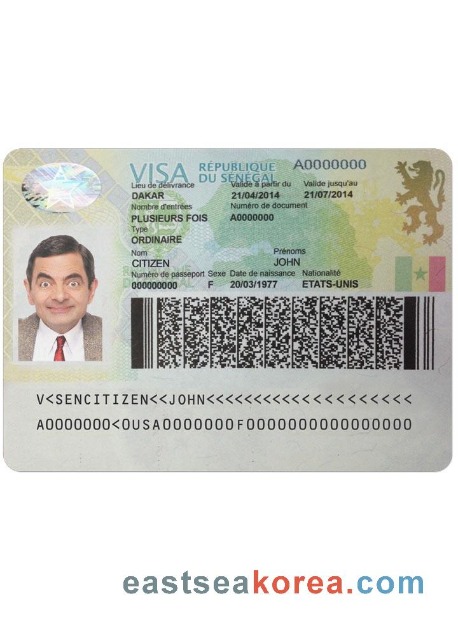 VISA RÉPUBLIQUE DU SÉNÉGAL A0000000
Lieu de délivrance Valide à partir du Valide jusqu'au
DAKAR 21/04/2014 21/07/2014
Nombre d'entrées Numéro de document
PLUSIEURS FOIS A0000000
Type
ORDINAIRE
Nom Prénoms
CITIZEN JOHN
Numéro de passeport Sexe Date de naissance Nationalité
000000000 F 20/03/1977 ETATS-UNIS
V<SENCITIZEN<<JOHN<<<<<<<<<<<<<<<<<<<<<
A0000000<0USA0000000F0000000000000000
eastseakorea.com